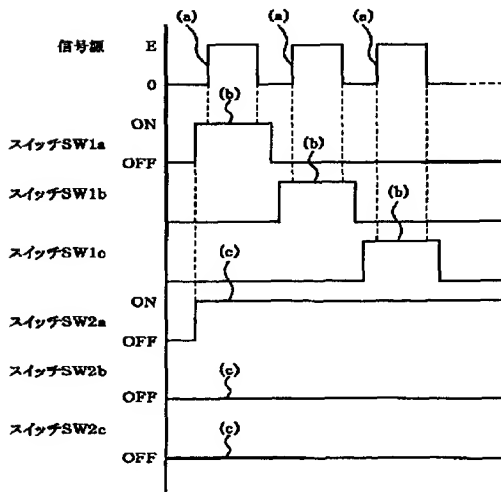 (a) (a) (a)
信号源 E
0
(b)
ON
スイッチSW1a
OFF
(b)
スイッチSW1b
(b)
スイッチSW1c
(c)
ON
スイッチSW2a
OFF
スイッチSW2b
(c)
OFF
スイッチSW2c
(c)
OFF